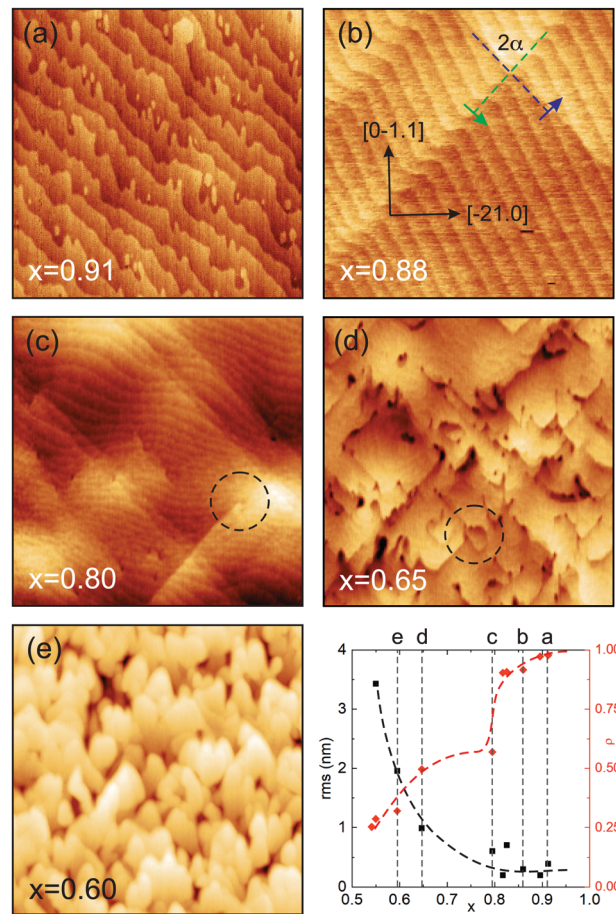 (a)
x=0.91
(b)
2α
[0-1.1]
[-21.0]
x=0.88
(c)
x=0.80
(d)
x=0.65
(e)
x=0.60
e d c b a
4
3
2
1
0
rms (nm)
1.00
0.75
0.50
0.25
0.00
ρ
0.5 0.6 0.7 0.8 0.9 1.0
x